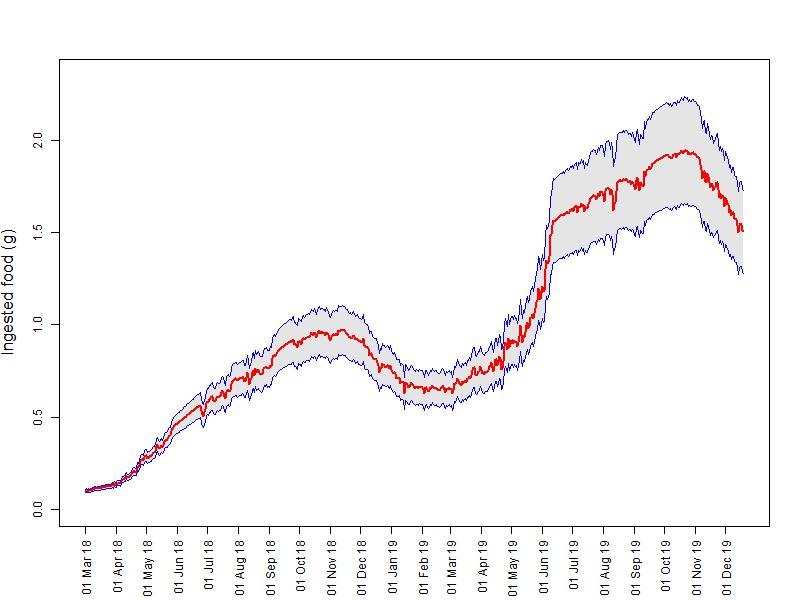 Ingested food (g)
2.0
1.5
1.0
0.5
0.0
01 Mar 18
01 Apr 18
01 May 18
01 Jun 18
01 Jul 18
01 Aug 18
01 Sep 18
01 Oct 18
01 Nov 18
01 Dec 18
01 Jan 19
01 Feb 19
01 Mar 19
01 Apr 19
01 May 19
01 Jun 19
01 Jul 19
01 Aug 19
01 Sep 19
01 Oct 19
01 Nov 19
01 Dec 19